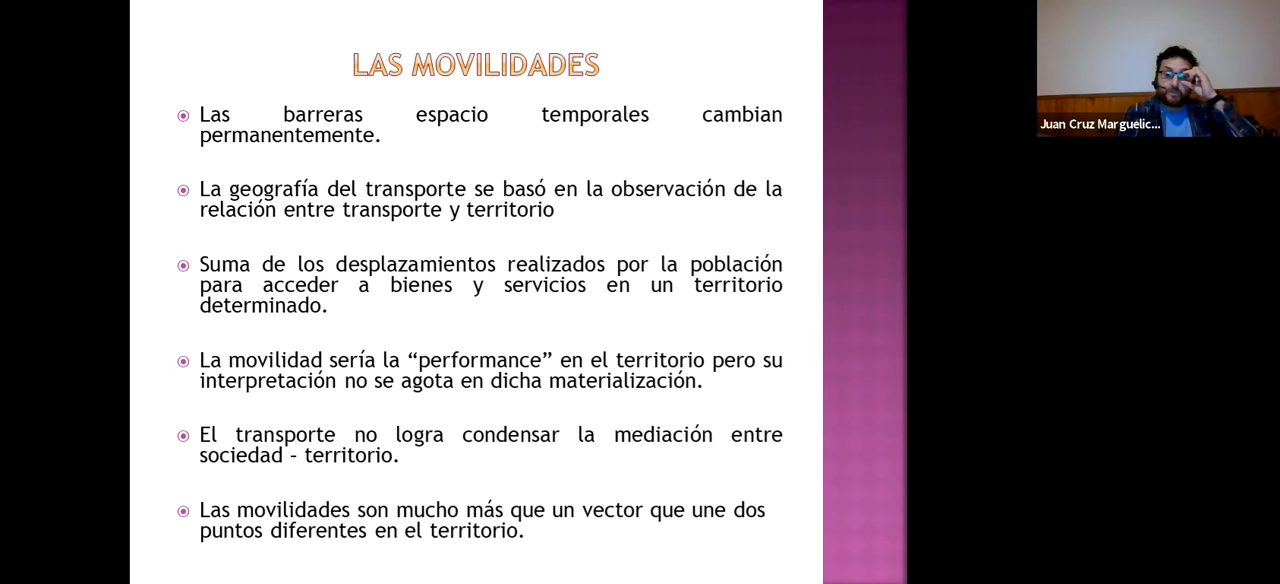 LAS MOVILIDADES
Las barreras espacio temporales cambian
permanentemente.
La geografía del transporte se basó en la observación de la
relación entre transporte y territorio
Suma de los desplazamientos realizados por la población
para acceder a bienes y servicios en un territorio
determinado.
La movilidad sería la “performance” en el territorio pero su
interpretación no se agota en dicha materialización.
El transporte no logra condensar la mediación entre
sociedad – territorio.
Las movilidades son mucho más que un vector que une dos
puntos diferentes en el territorio.
Juan Cruz Marguelic...